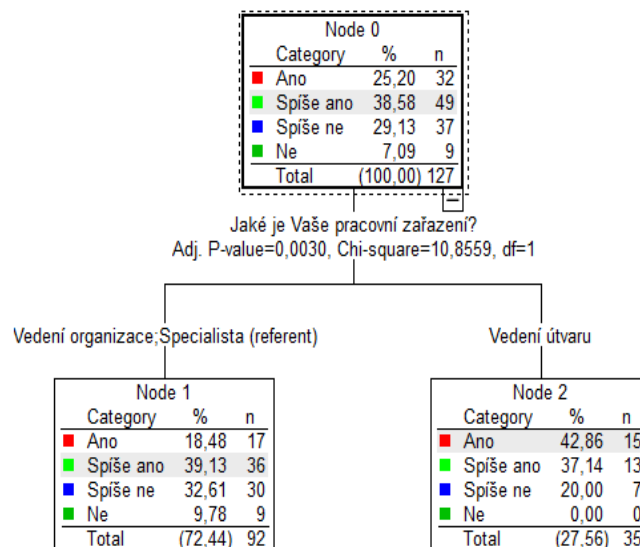 Node 0
Category % n
Ano 25,20 32
Spíše ano 38,58 49
Spíše ne 29,13 37
Ne 7,09 9
Total (100,00) 127
Jaké je Vaše pracovní zařazení?
Adj. P-value=0,0030, Chi-square=10,8559, df=1
Vedení organizace;Specialista (referent)
Vedení útvaru
Node 1
Category % n
Ano 18,48 17
Spíše ano 39,13 36
Spíše ne 32,61 30
Ne 9,78 9
Total (72,44) 92
Node 2
Category % n
Ano 42,86 15
Spíše ano 37,14 13
Spíše ne 20,00 7
Ne 0,00 0
Total (27,56) 35